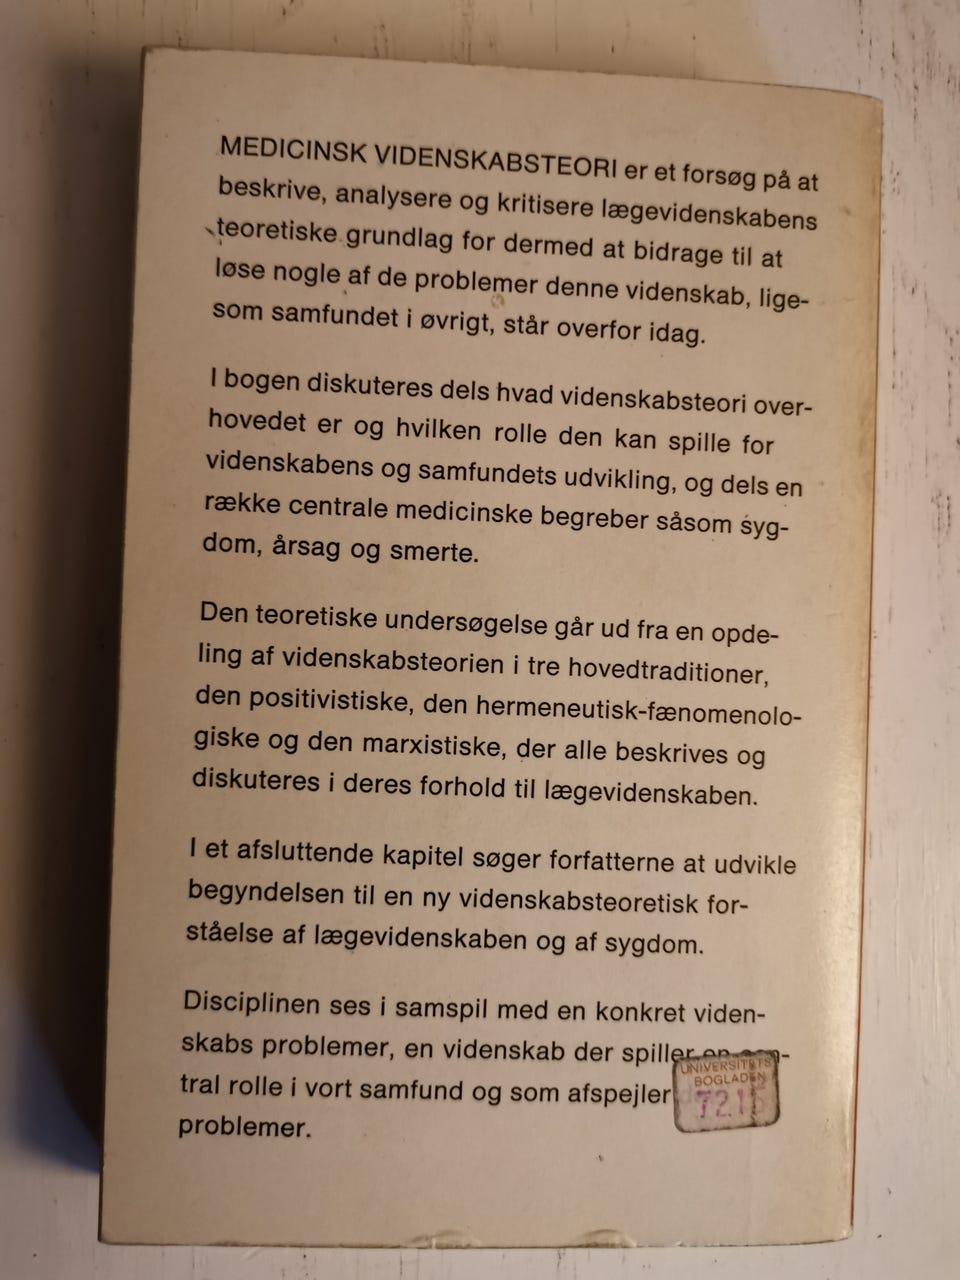 MEDICINSK VIDENSKABSTEORI er et forsøg på at
beskrive, analysere og kritisere lægevidenskabens
teoretiske grundlag for dermed at bidrage til at
løse nogle af de problemer denne videnskab, lige-
som samfundet i øvrigt, står overfor idag.
I bogen diskuteres dels hvad videnskabsteori over-
hovedet er og hvilken rolle den kan spille for
videnskabens og samfundets udvikling, og dels en
række centrale medicinske begreber såsom syg-
dom, årsag og smerte.
Den teoretiske undersøgelse går ud fra en opde-
ling af videnskabsteorien i tre hovedtraditioner,
den positivistiske, den hermeneutisk-fænomenolo-
giske og den marxistiske, der alle beskrives og
diskuteres i deres forhold til lægevidenskaben.
I et afsluttende kapitel søger forfatterne at udvikle
begyndelsen til en ny videnskabsteoretisk for-
ståelse af lægevidenskaben og af sygdom.
Disciplinen ses i samspil med en konkret viden-
skabs problemer, en videnskab der spiller en cen-
tral rolle i vort samfund og som afspejler
problemer.
UNIVERSITETS
BOGLADEN